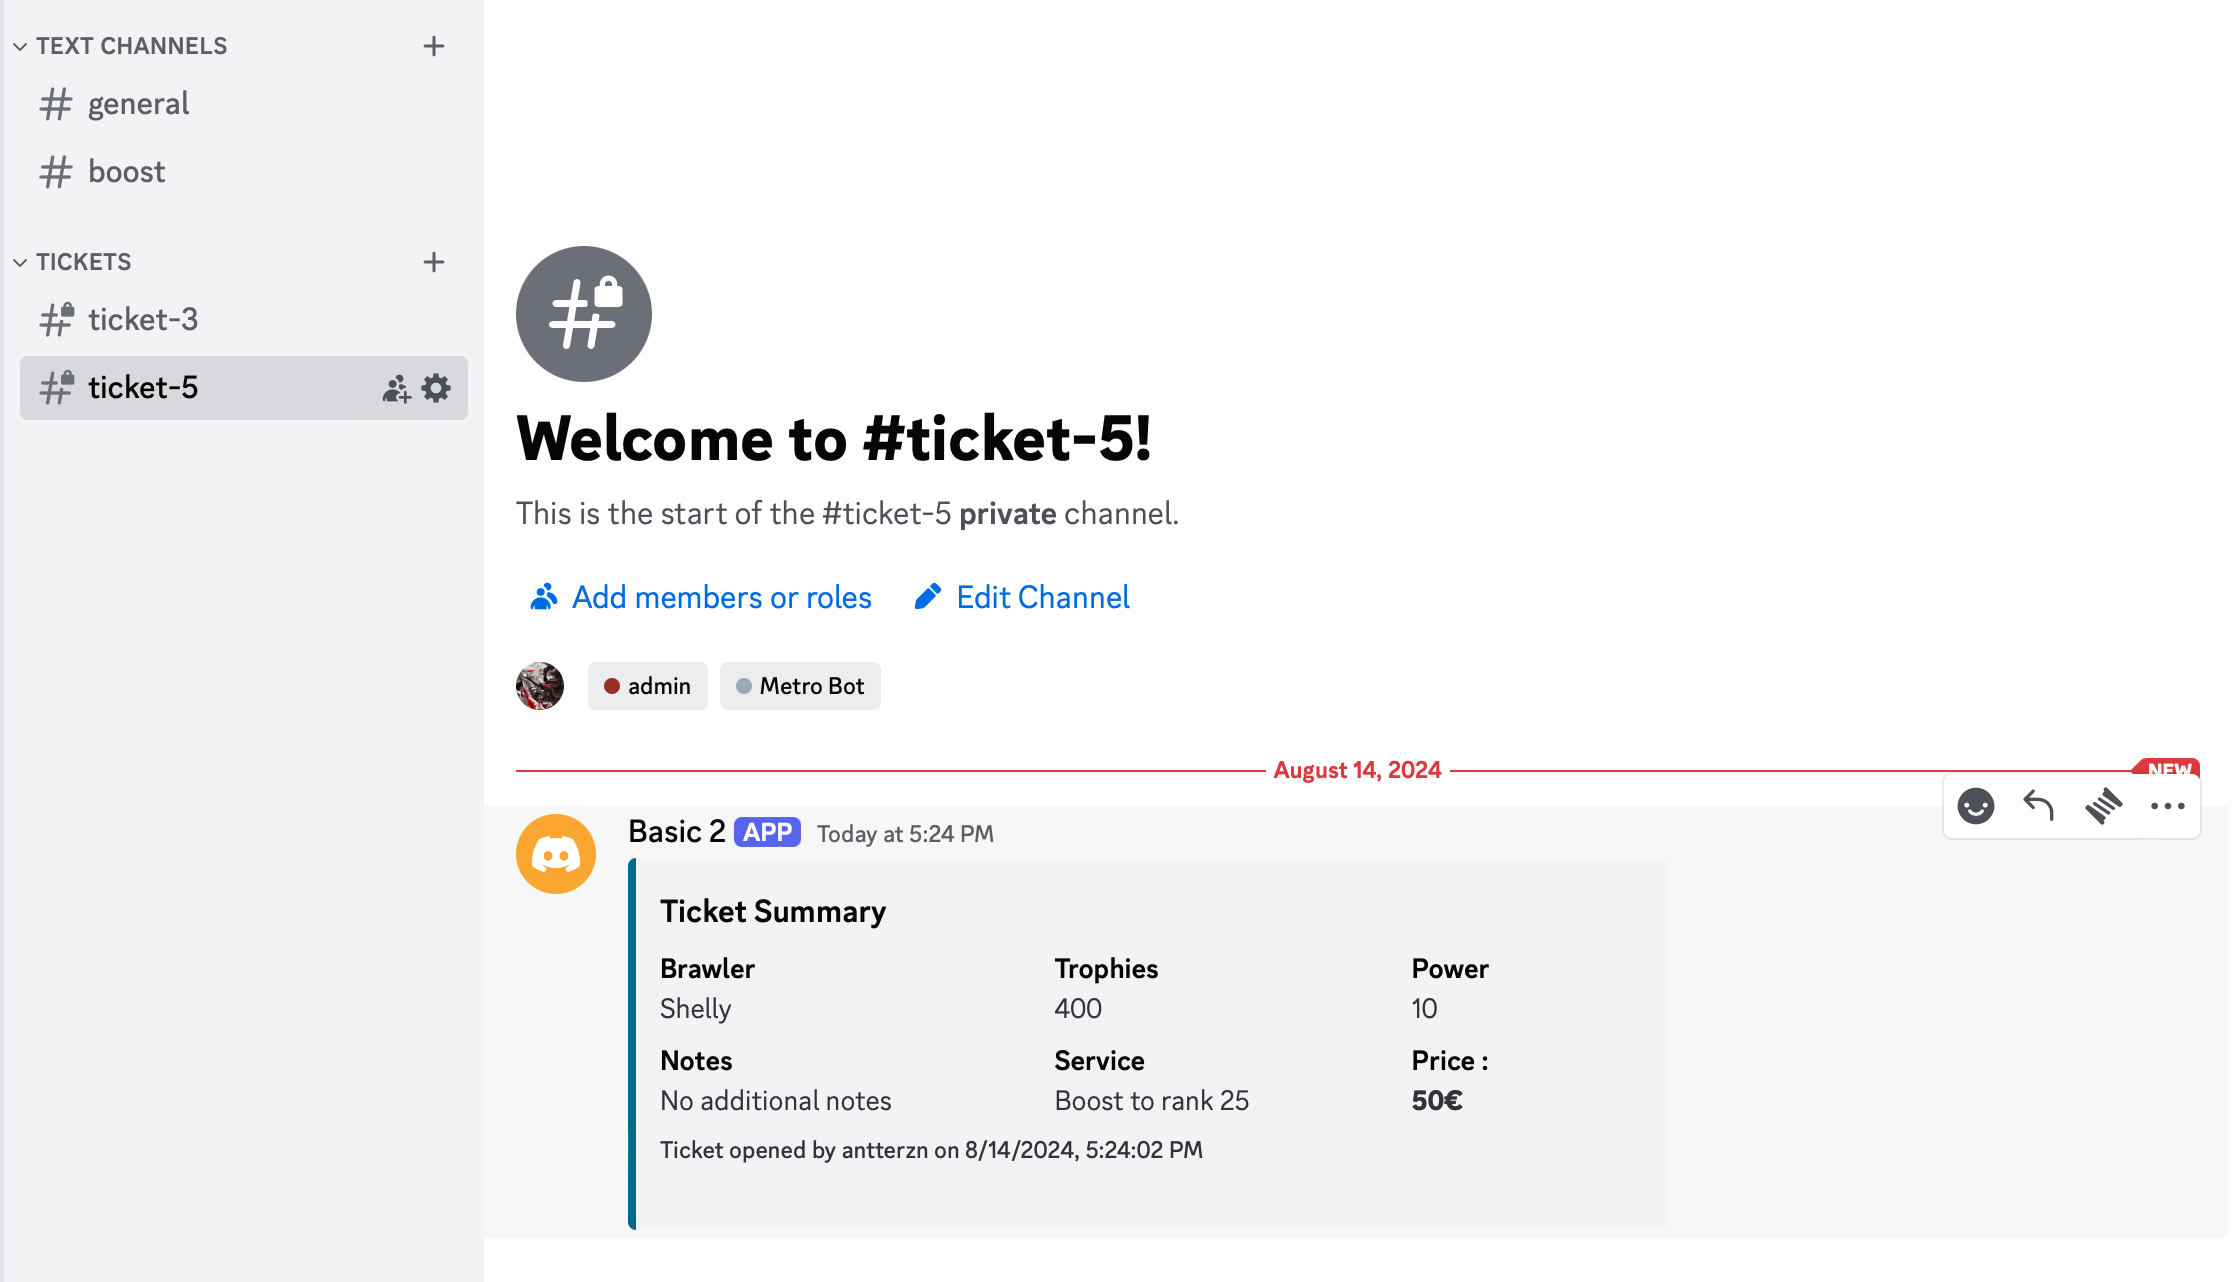 TEXT CHANNELS
general
boost
TICKETS
ticket-3
ticket-5
Welcome to #ticket-5!
This is the start of the #ticket-5 private channel.
Add members or roles Edit Channel
admin Metro Bot
August 14, 2024
NEW
Basic 2 APP Today at 5:24 PM
Ticket Summary
Brawler Trophies Power
Shelly 400 10
Notes Service Price :
No additional notes Boost to rank 25 50€
Ticket opened by antterzn on 8/14/2024, 5:24:02 PM